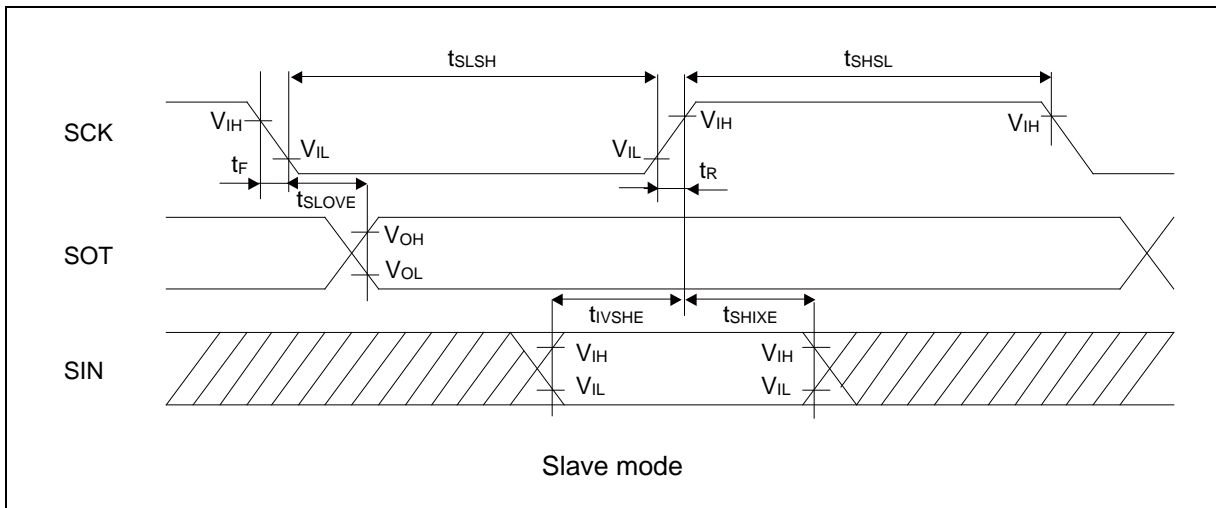 tSLSH
tSHSL
SCK
VIH
VIL
VIL
VIH
VIH
tF
tSLOVE
tR
SOT
VOH
VOL
tIVSHE
tSHIXE
SIN
VIH
VIL
VIH
VIL
Slave mode